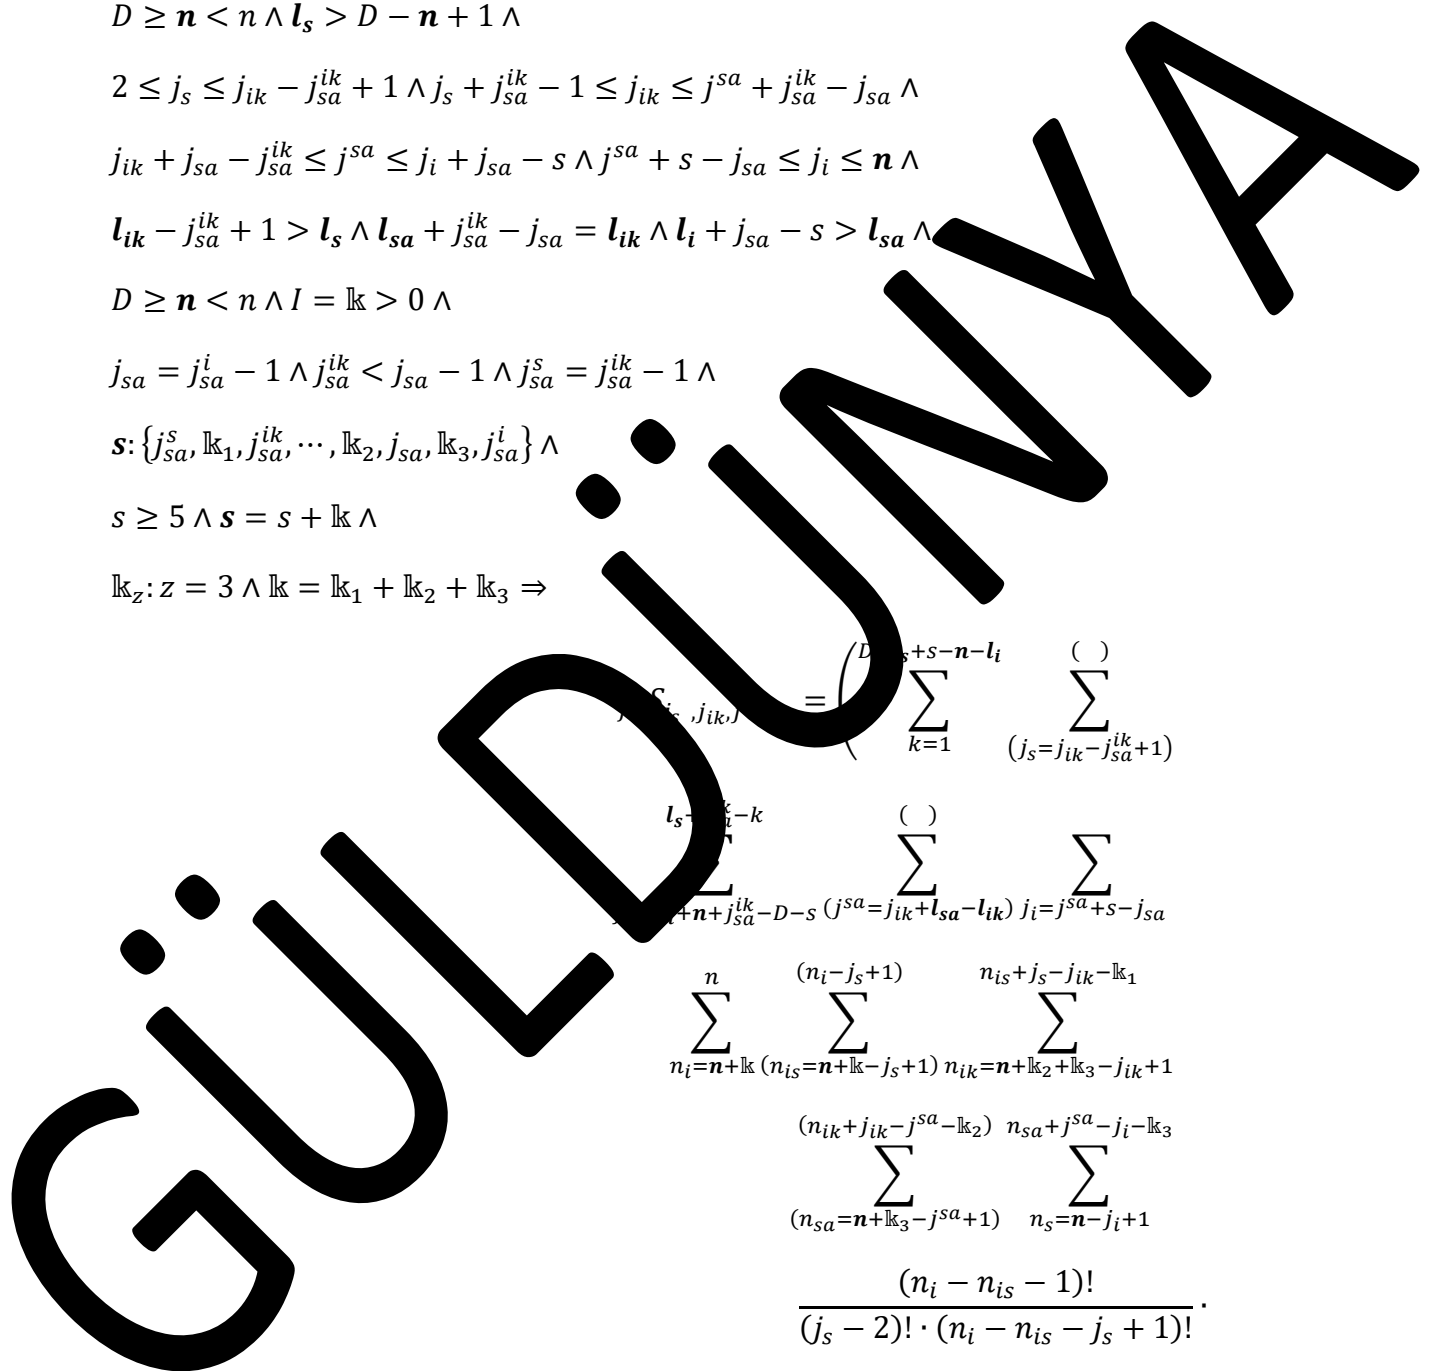 D ≥ 𝒏 < n ∧ 𝒍ₛ > D − 𝒏 + 1 ∧
2 ≤ j_s ≤ j_{ik} − j_{sa}^{ik} + 1 ∧ j_s + j_{sa}^{ik} − 1 ≤ j_{ik} ≤ j^{sa} + j_{sa}^{ik} − j_{sa} ∧
j_{ik} + j_{sa} − j_{sa}^{ik} ≤ j^{sa} ≤ j_i + j_{sa} − s ∧ j^{sa} + s − j_{sa} ≤ j_i ≤ 𝒏 ∧
𝒍_{ik} − j_{sa}^{ik} + 1 > 𝒍_s ∧ 𝒍_{sa} + j_{sa}^{ik} − j_{sa} = 𝒍_{ik} ∧ 𝒍_i + j_{sa} − s > 𝒍_{sa} ∧
D ≥ 𝒏 < n ∧ I = 𝕜 > 0 ∧
j_{sa} = j_{sa}^i − 1 ∧ j_{sa}^{ik} < j_{sa} − 1 ∧ j_{sa}^s = j_{sa}^{ik} − 1 ∧
𝒔: {j_{sa}^s, 𝕜_1, j_{sa}^{ik}, ⋯, 𝕜_2, j_{sa}, 𝕜_3, j_{sa}^i} ∧
s ≥ 5 ∧ 𝒔 = s + 𝕜 ∧
𝕜_z: z = 3 ∧ 𝕜 = 𝕜_1 + 𝕜_2 + 𝕜_3 ⇒
= ( ∑_{k=1}^{+s−𝒏−𝒍_i} ∑_{(j_s=j_{ik}−j_{sa}^{ik}+1)}^{( )}
∑_{+𝒏+j_{sa}^{ik}−D−s} ∑_{(j^{sa}=j_{ik}+𝒍_{sa}−𝒍_{ik})}^{( )} ∑_{j_i=j^{sa}+s−j_{sa}}
∑_{n_i=𝒏+𝕜}^{n} ∑_{(n_{is}=𝒏+𝕜−j_s+1)}^{(n_i−j_s+1)} ∑_{n_{ik}=𝒏+𝕜_2+𝕜_3−j_{ik}+1}^{n_{is}+j_s−j_{ik}−𝕜_1}
∑_{(n_{sa}=𝒏+𝕜_3−j^{sa}+1)}^{(n_{ik}+j_{ik}−j^{sa}−𝕜_2)} ∑_{n_s=𝒏−j_i+1}^{n_{sa}+j^{sa}−j_i−𝕜_3}
(n_i − n_{is} − 1)!
(j_s − 2)! · (n_i − n_{is} − j_s + 1)! ·
GÜLDÜNYA